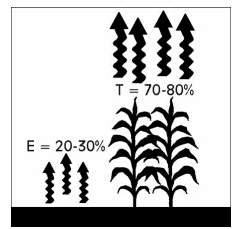 T = 70-80%
E = 20-30%